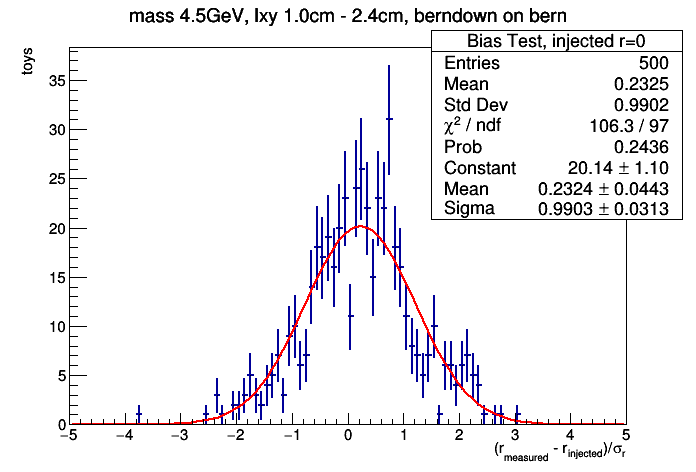 mass 4.5GeV, lxy 1.0cm - 2.4cm, berndown on bern
toys
Bias Test, injected r=0
Entries 500
Mean 0.2325
Std Dev 0.9902
χ² / ndf 106.3 / 97
Prob 0.2436
Constant 20.14 ± 1.10
Mean 0.2324 ± 0.0443
Sigma 0.9903 ± 0.0313
35
30
25
20
15
10
5
0
−5 −4 −3 −2 −1 0 1 2 3 4 5
(r_measured - r_injected)/σ_r